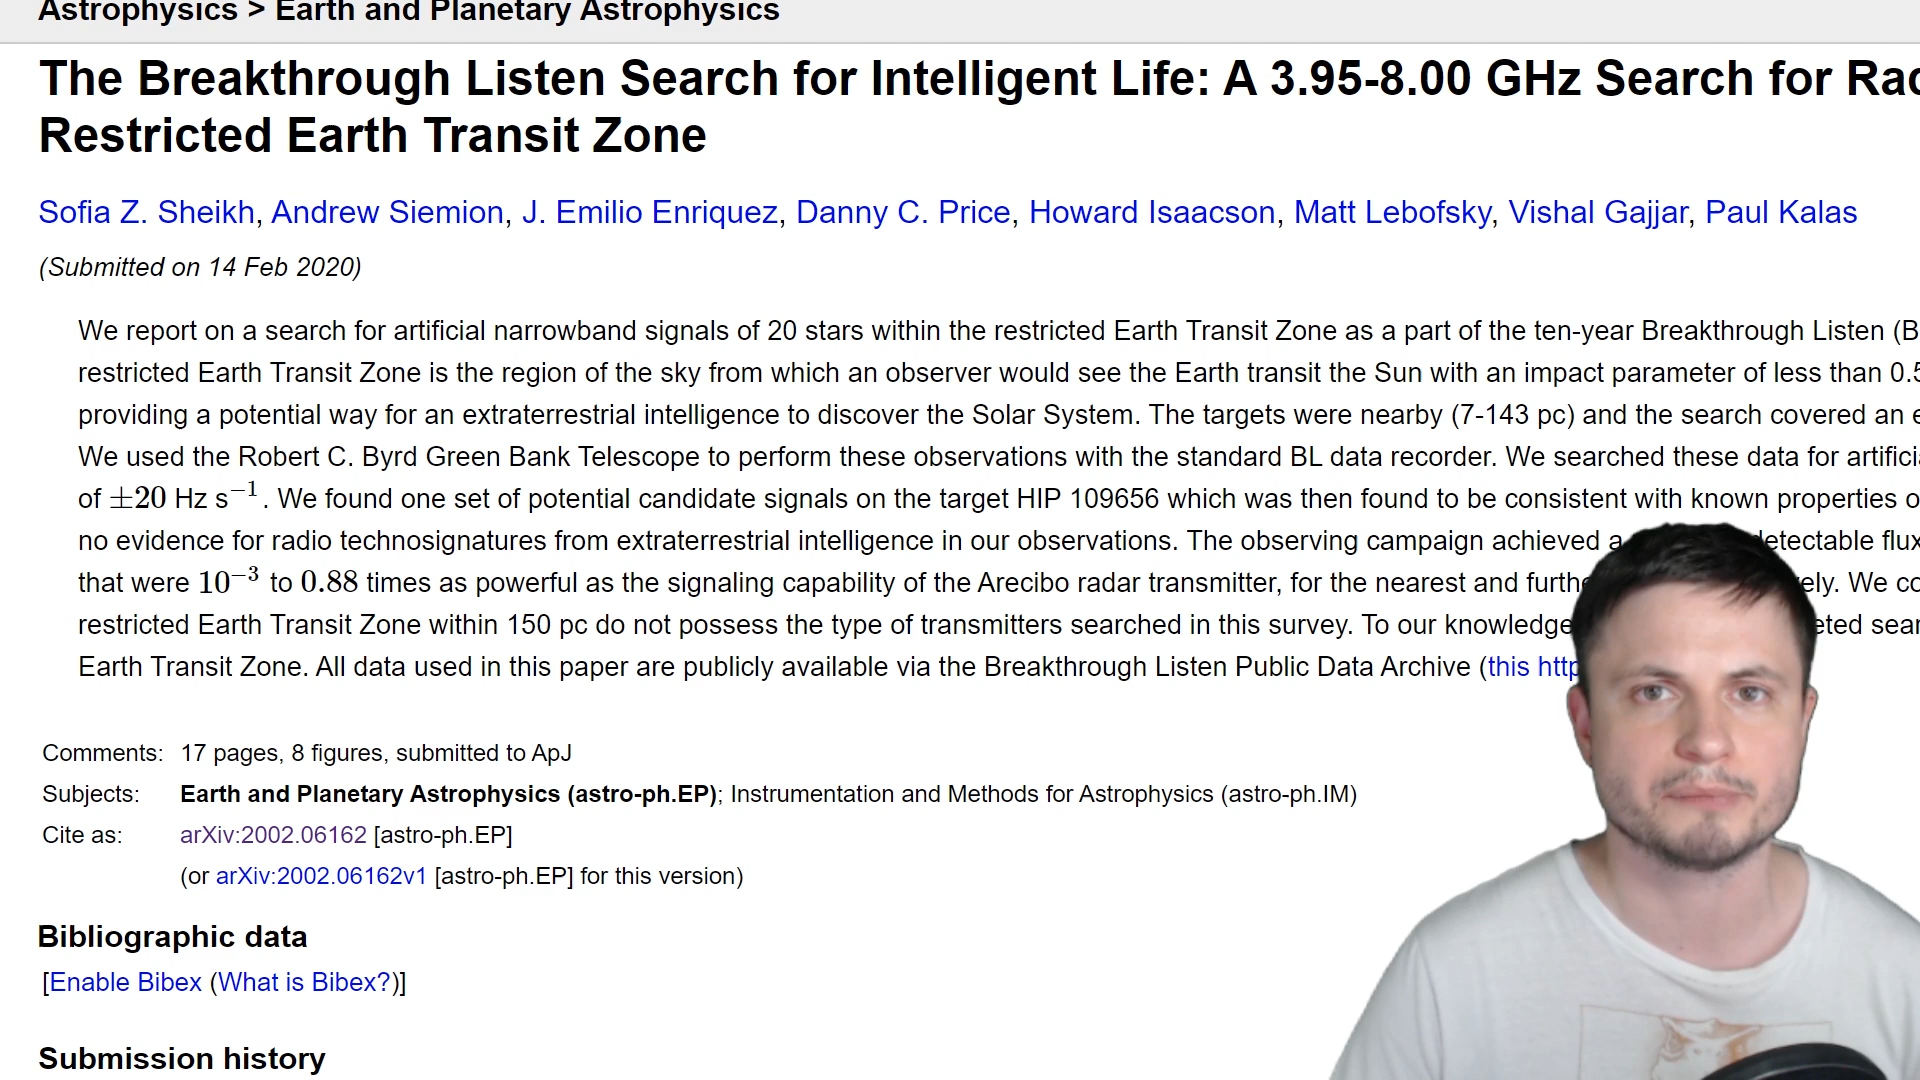 Astrophysics > Earth and Planetary Astrophysics
The Breakthrough Listen Search for Intelligent Life: A 3.95-8.00 GHz Search for
Restricted Earth Transit Zone
Sofia Z. Sheikh, Andrew Siemion, J. Emilio Enriquez, Danny C. Price, Howard Isaacson, Matt Lebofsky, Vishal Gajjar, Paul Kalas
(Submitted on 14 Feb 2020)
We report on a search for artificial narrowband signals of 20 stars within the restricted Earth Transit Zone as a part of the ten-year Breakthrough Listen
restricted Earth Transit Zone is the region of the sky from which an observer would see the Earth transit the Sun with an impact parameter of less than
providing a potential way for an extraterrestrial intelligence to discover the Solar System. The targets were nearby (7-143 pc) and the search covered an
We used the Robert C. Byrd Green Bank Telescope to perform these observations with the standard BL data recorder. We searched these data for
of ±20 Hz s⁻¹. We found one set of potential candidate signals on the target HIP 109656 which was then found to be consistent with known properties
no evidence for radio technosignatures from extraterrestrial intelligence in our observations. The observing campaign achieved a detectable flux
that were 10⁻³ to 0.88 times as powerful as the signaling capability of the Arecibo radar transmitter, for the nearest and We
restricted Earth Transit Zone within 150 pc do not possess the type of transmitters searched in this survey. To our knowledge
Earth Transit Zone. All data used in this paper are publicly available via the Breakthrough Listen Public Data Archive (this
Comments: 17 pages, 8 figures, submitted to ApJ
Subjects: Earth and Planetary Astrophysics (astro-ph.EP); Instrumentation and Methods for Astrophysics (astro-ph.IM)
Cite as: arXiv:2002.06162 [astro-ph.EP]
(or arXiv:2002.06162v1 [astro-ph.EP] for this version)
Bibliographic data
[Enable Bibex (What is Bibex?)]
Submission history